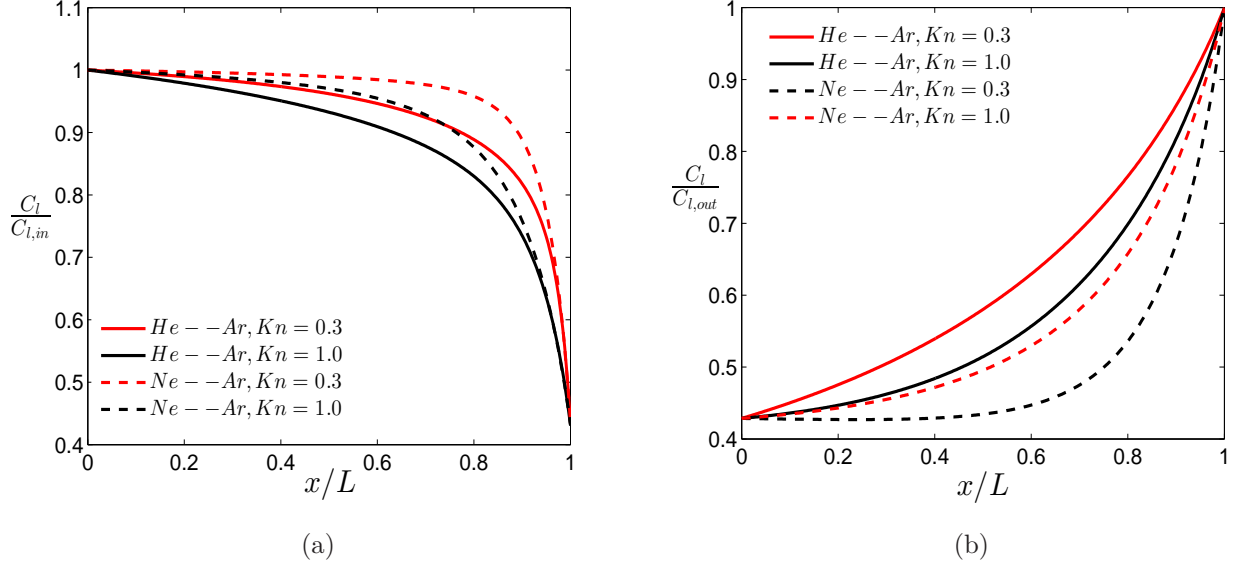 1.1
1
0.9
0.8
0.7
0.6
0.5
0.4
C_l
C_{l,in}
He − −Ar, Kn = 0.3
He − −Ar, Kn = 1.0
Ne − −Ar, Kn = 0.3
Ne − −Ar, Kn = 1.0
0 0.2 0.4 0.6 0.8 1
x/L
(a)
1
0.9
0.8
0.7
0.6
0.5
0.4
C_l
C_{l,out}
He − −Ar, Kn = 0.3
He − −Ar, Kn = 1.0
Ne − −Ar, Kn = 0.3
Ne − −Ar, Kn = 1.0
0 0.2 0.4 0.6 0.8 1
x/L
(b)